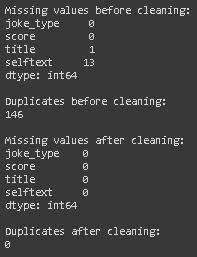 Missing values before cleaning:
joke_type     0
score         0
title         1
selftext     13
dtype: int64

Duplicates before cleaning:
146

Missing values after cleaning:
joke_type    0
score        0
title        0
selftext     0
dtype: int64

Duplicates after cleaning:
0